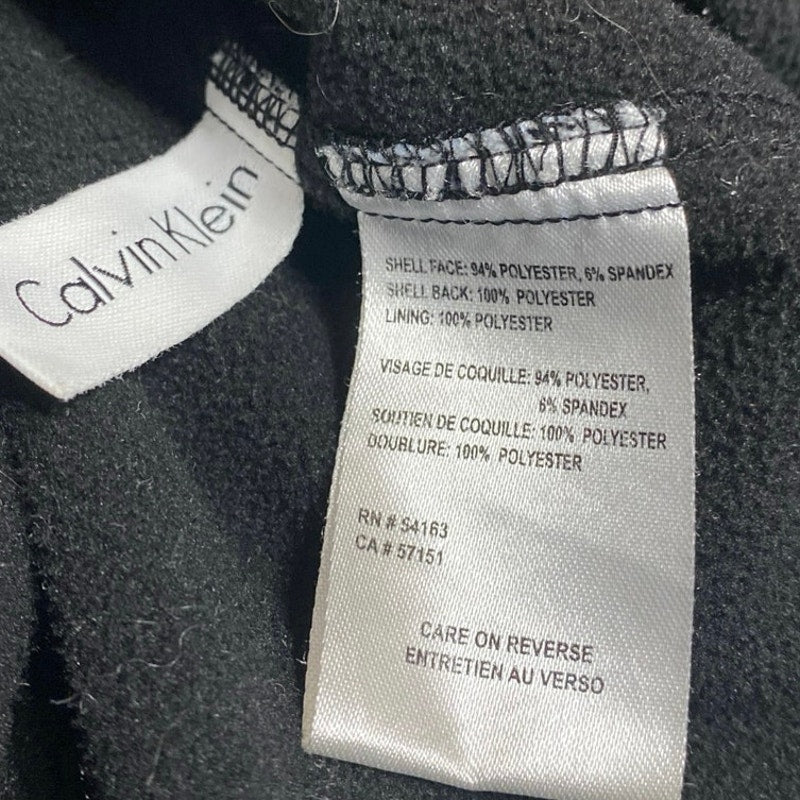 Calvin Klein
SHELL FACE: 94% POLYESTER, 6% SPANDEX
SHELL BACK: 100% POLYESTER
LINING: 100% POLYESTER
VISAGE DE COQUILLE: 94% POLYESTER,
6% SPANDEX
SOUTIEN DE COQUILLE: 100% POLYESTER
DOUBLURE: 100% POLYESTER
RN # 54163
CA # 57151
CARE ON REVERSE
ENTRETIEN AU VERSO